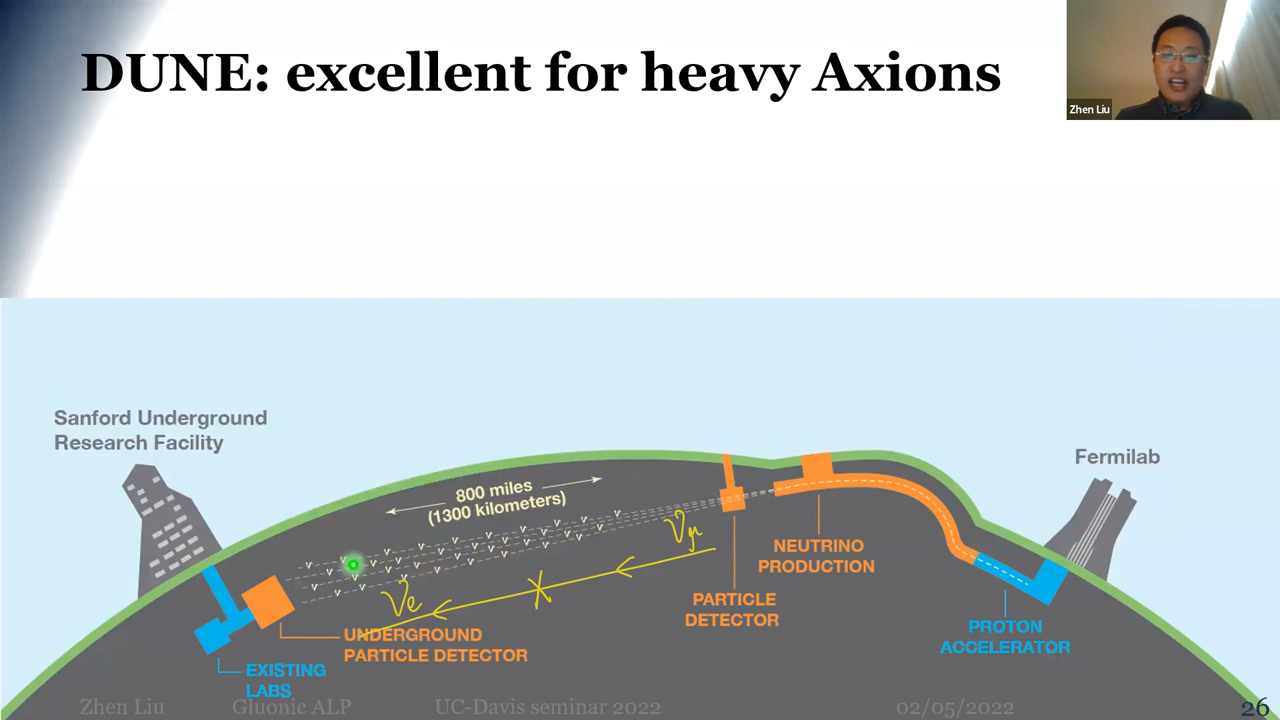 DUNE: excellent for heavy Axions
Zhen Liu
Sanford Underground
Research Facility
Fermilab
800 miles
(1300 kilometers)
νμ
νe
NEUTRINO
PRODUCTION
PARTICLE
DETECTOR
PROTON
ACCELERATOR
UNDERGROUND
PARTICLE DETECTOR
EXISTING
LABS
Zhen Liu Gluonic ALP UC-Davis seminar 2022 02/05/2022 26